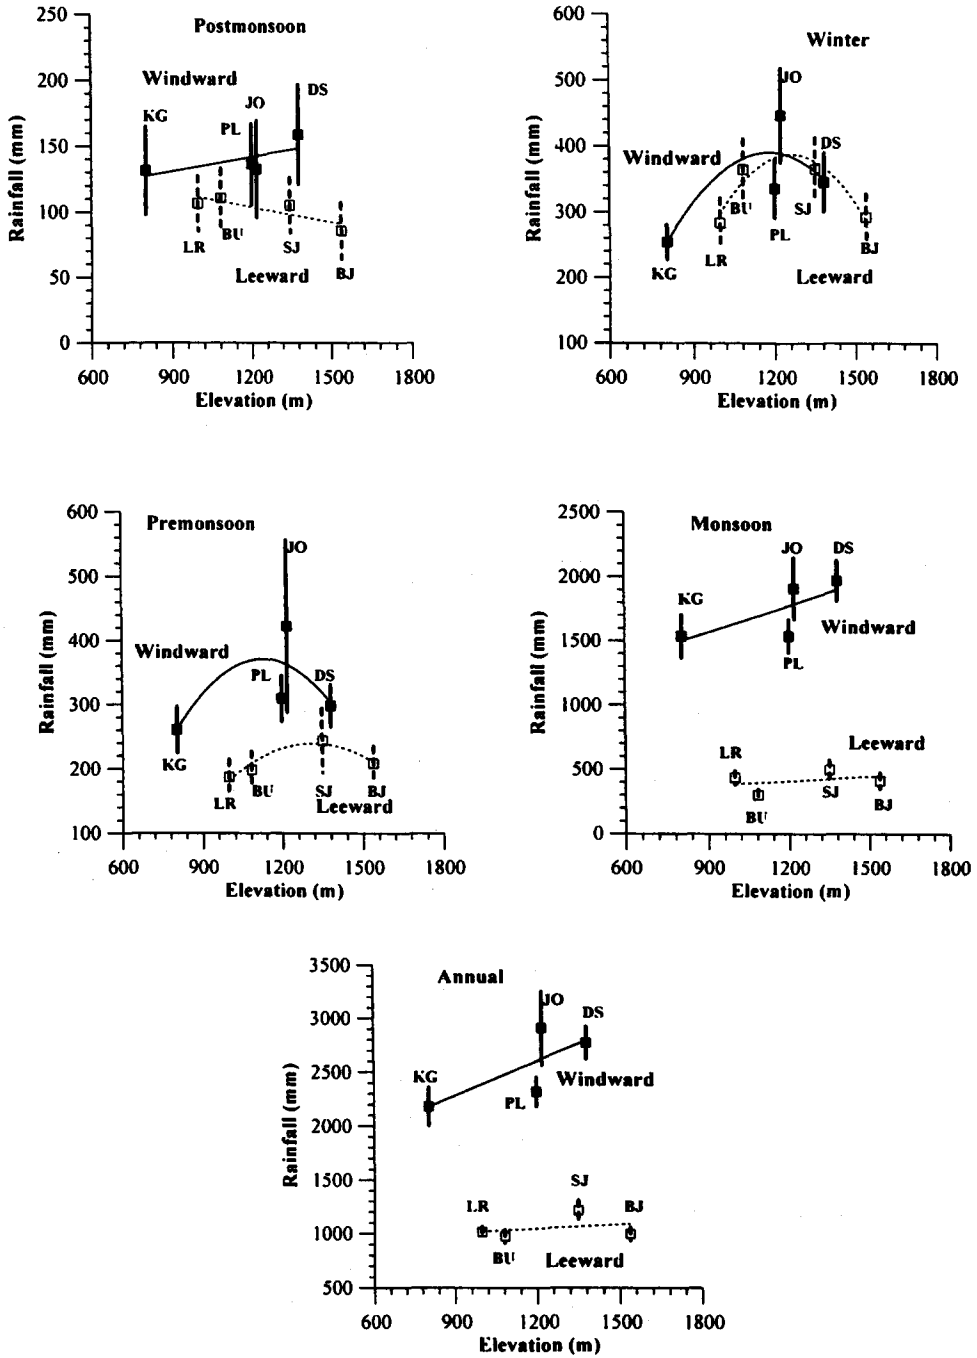 Postmonsoon
250
200
150
100
50
0
Rainfall (mm)
Windward
KG
JO
PL
DS
LR
BU
SJ
BJ
Leeward
600 900 1200 1500 1800
Elevation (m)
Winter
600
500
400
300
200
100
Rainfall (mm)
JO
DS
Windward
BU
SJ
PL
LR
KG
BJ
Leeward
600 900 1200 1500 1800
Elevation (m)
Premonsoon
600
500
400
300
200
100
Rainfall (mm)
JO
Windward
PL
DS
KG
LR
BU
SJ
BJ
Leeward
600 900 1200 1500 1800
Elevation (m)
Monsoon
2500
2000
1500
1000
500
0
Rainfall (mm)
JO
DS
KG
Windward
PL
Leeward
LR
BU
SJ
BJ
600 900 1200 1500 1800
Elevation (m)
Annual
3500
3000
2500
2000
1500
1000
500
Rainfall (mm)
JO
DS
KG
Windward
PL
SJ
LR
BJ
BU
Leeward
600 900 1200 1500 1800
Elevation (m)